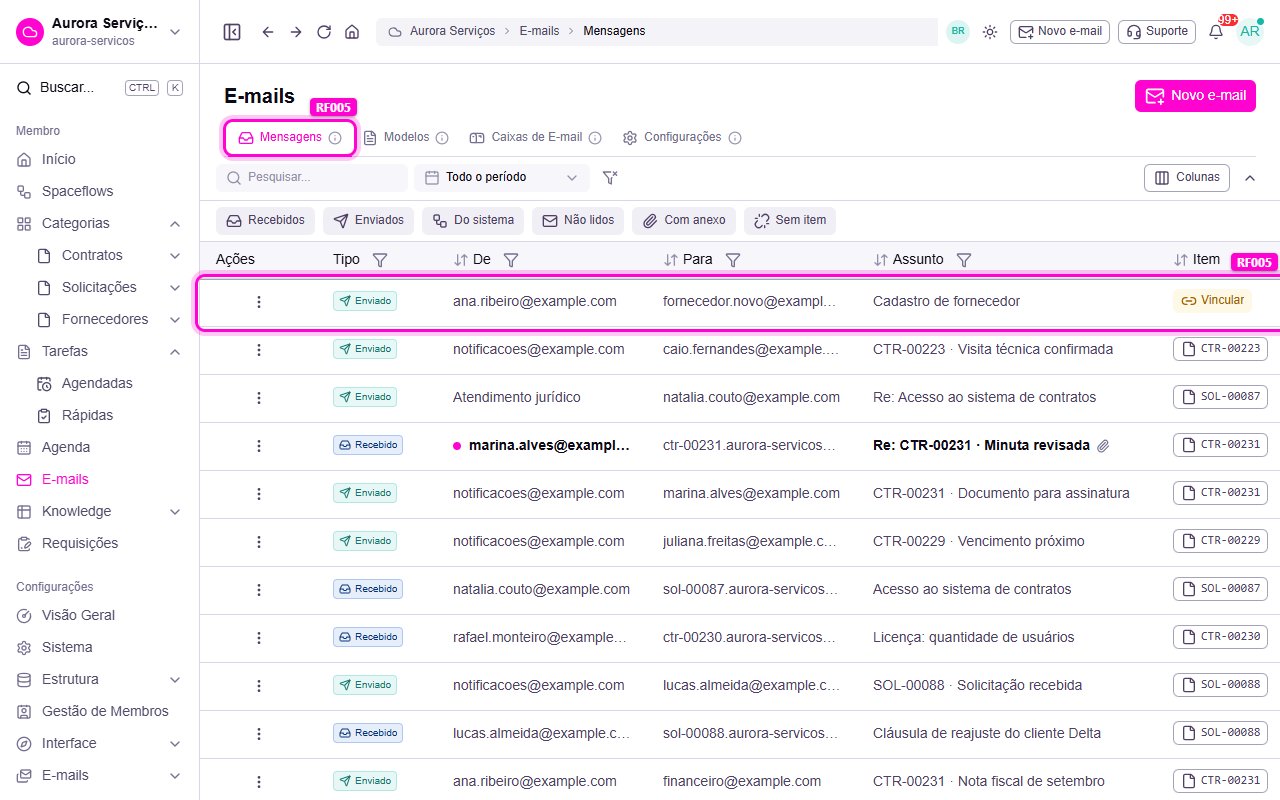 Aurora Serviç...
aurora-servicos
Aurora Serviços > E-mails > Mensagens
BR
Novo e-mail
Suporte
99+
AR
Buscar... CTRL K
Membro
Início
Spaceflows
Categorias
Contratos
Solicitações
Fornecedores
Tarefas
Agendadas
Rápidas
Agenda
E-mails
Knowledge
Requisições
Configurações
Visão Geral
Sistema
Estrutura
Gestão de Membros
Interface
E-mails
E-mails
RF005
Novo e-mail
Mensagens Modelos Caixas de E-mail Configurações
Pesquisar... Todo o período Colunas
Recebidos Enviados Do sistema Não lidos Com anexo Sem item
Ações Tipo De Para Assunto Item RF005
Enviado ana.ribeiro@example.com fornecedor.novo@exampl... Cadastro de fornecedor Vincular
Enviado notificacoes@example.com caio.fernandes@example.... CTR-00223 · Visita técnica confirmada CTR-00223
Enviado Atendimento jurídico natalia.couto@example.com Re: Acesso ao sistema de contratos SOL-00087
Recebido marina.alves@exampl... ctr-00231.aurora-servicos... Re: CTR-00231 · Minuta revisada CTR-00231
Enviado notificacoes@example.com marina.alves@example.com CTR-00231 · Documento para assinatura CTR-00231
Enviado notificacoes@example.com juliana.freitas@example.c... CTR-00229 · Vencimento próximo CTR-00229
Recebido natalia.couto@example.com sol-00087.aurora-servicos... Acesso ao sistema de contratos SOL-00087
Recebido rafael.monteiro@example... ctr-00230.aurora-servicos... Licença: quantidade de usuários CTR-00230
Enviado notificacoes@example.com lucas.almeida@example.c... SOL-00088 · Solicitação recebida SOL-00088
Recebido lucas.almeida@example.c... sol-00088.aurora-servicos... Cláusula de reajuste do cliente Delta SOL-00088
Enviado ana.ribeiro@example.com financeiro@example.com CTR-00231 · Nota fiscal de setembro CTR-00231